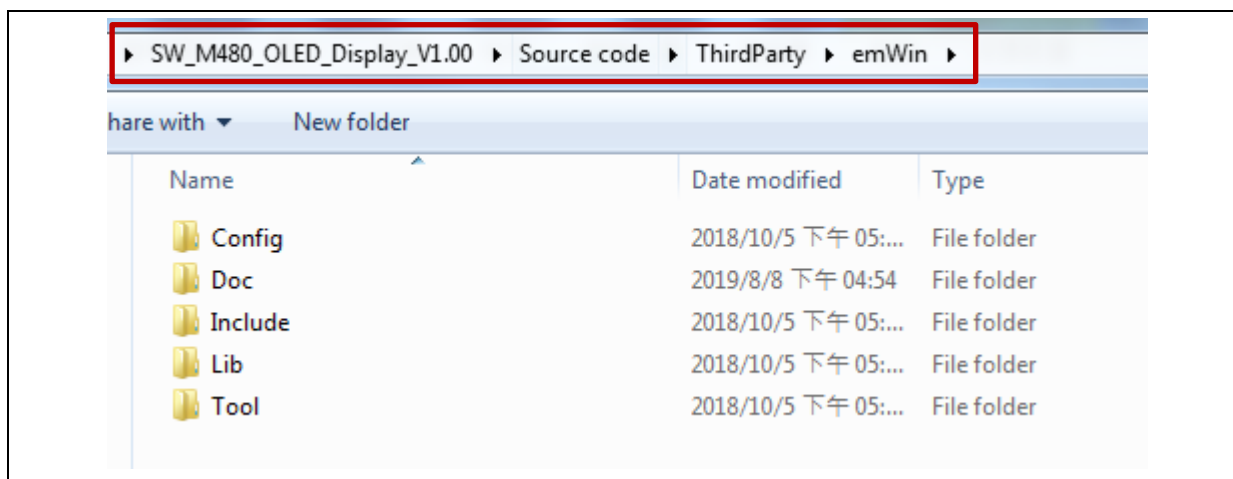 SW_M480_OLED_Display_V1.00 Source code ThirdParty emWin
hare with New folder
Name Date modified Type
Config 2018/10/5 下午 05:... File folder
Doc 2019/8/8 下午 04:54 File folder
Include 2018/10/5 下午 05:... File folder
Lib 2018/10/5 下午 05:... File folder
Tool 2018/10/5 下午 05:... File folder